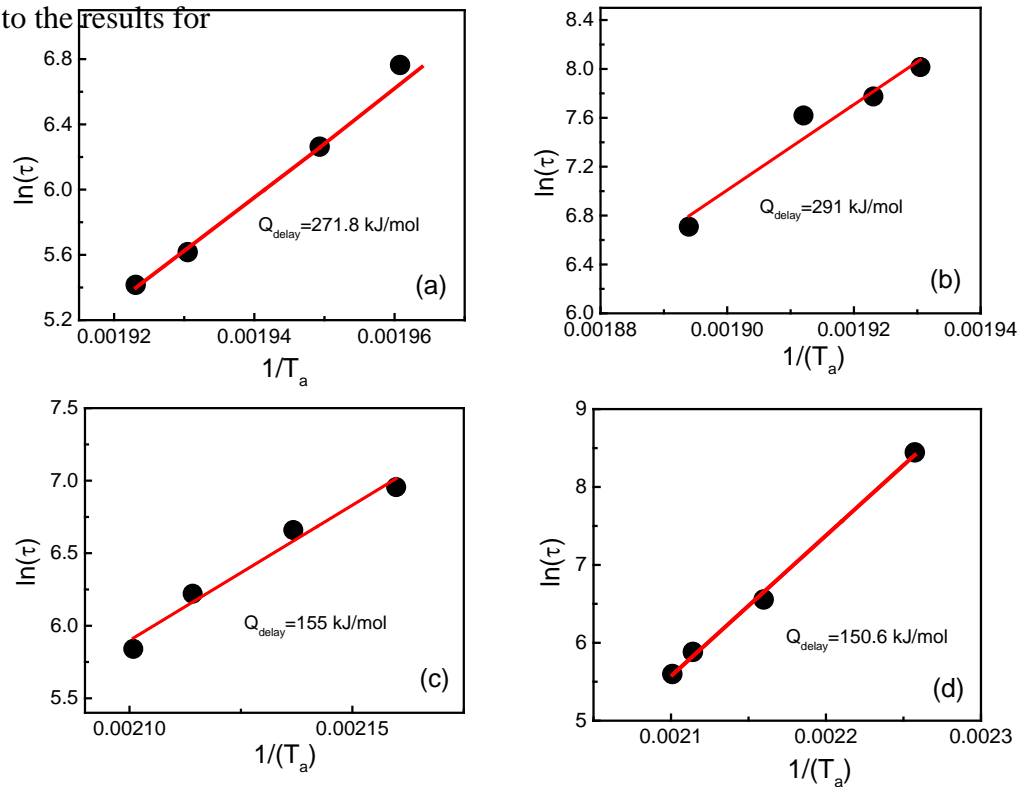 to the results for
6.8
6.4
6.0
5.6
5.2
ln(τ)
Q_delay=271.8 kJ/mol
(a)
0.00192 0.00194 0.00196
1/T_a
8.4
8.0
7.6
7.2
6.8
6.4
6.0
ln(τ)
Q_delay=291 kJ/mol
(b)
0.00188 0.00190 0.00192 0.00194
1/(T_a)
7.5
7.0
6.5
6.0
5.5
ln(τ)
Q_delay=155 kJ/mol
(c)
0.00210 0.00215
1/(T_a)
9
8
7
6
5
ln(τ)
Q_delay=150.6 kJ/mol
(d)
0.0021 0.0022 0.0023
1/(T_a)